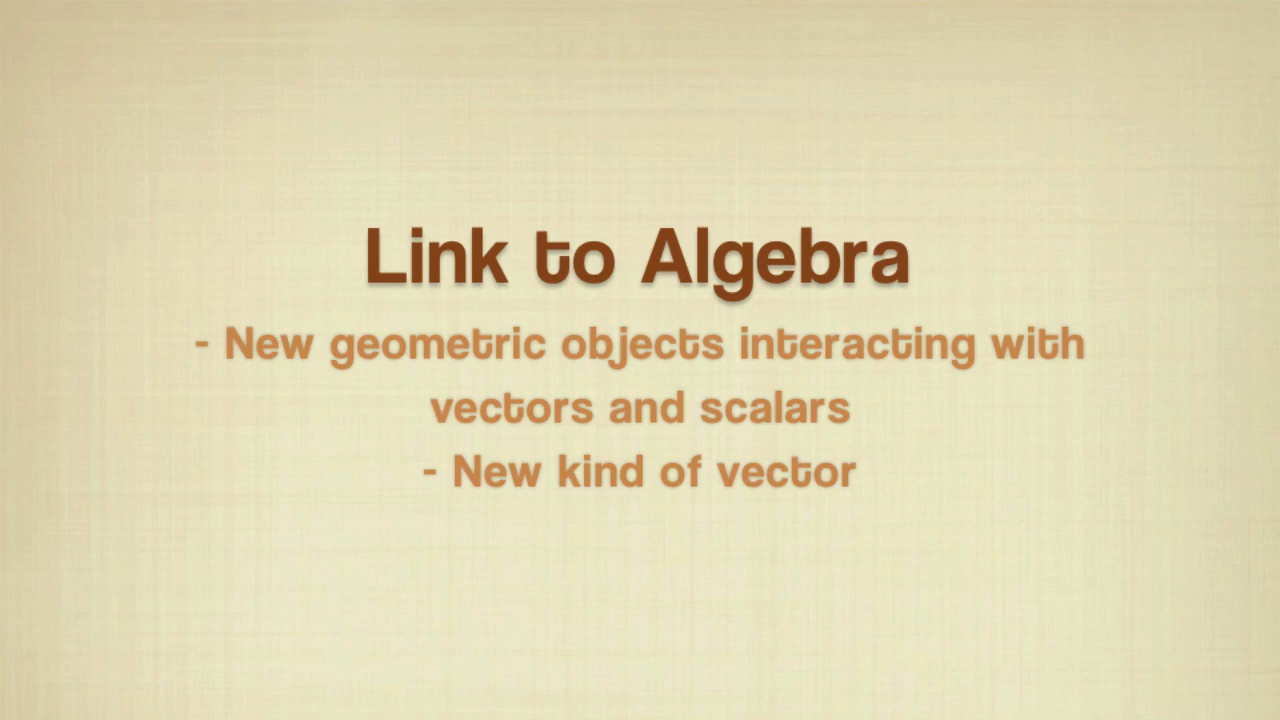 Link to Algebra
- New geometric objects interacting with
vectors and scalars
- New kind of vector